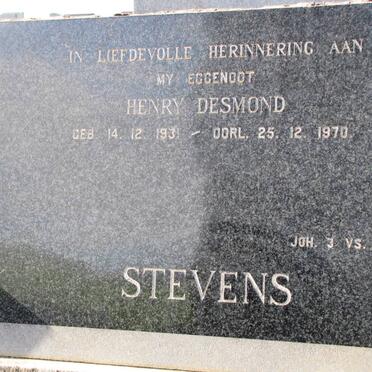 IN LIEFDEVOLLE HERINNERING AAN
MY EGGENOOT
HENRY DESMOND
GEB. 14. 12. 1931 - OORL. 25. 12. 1970.
JOH. 3 VS.
STEVENS